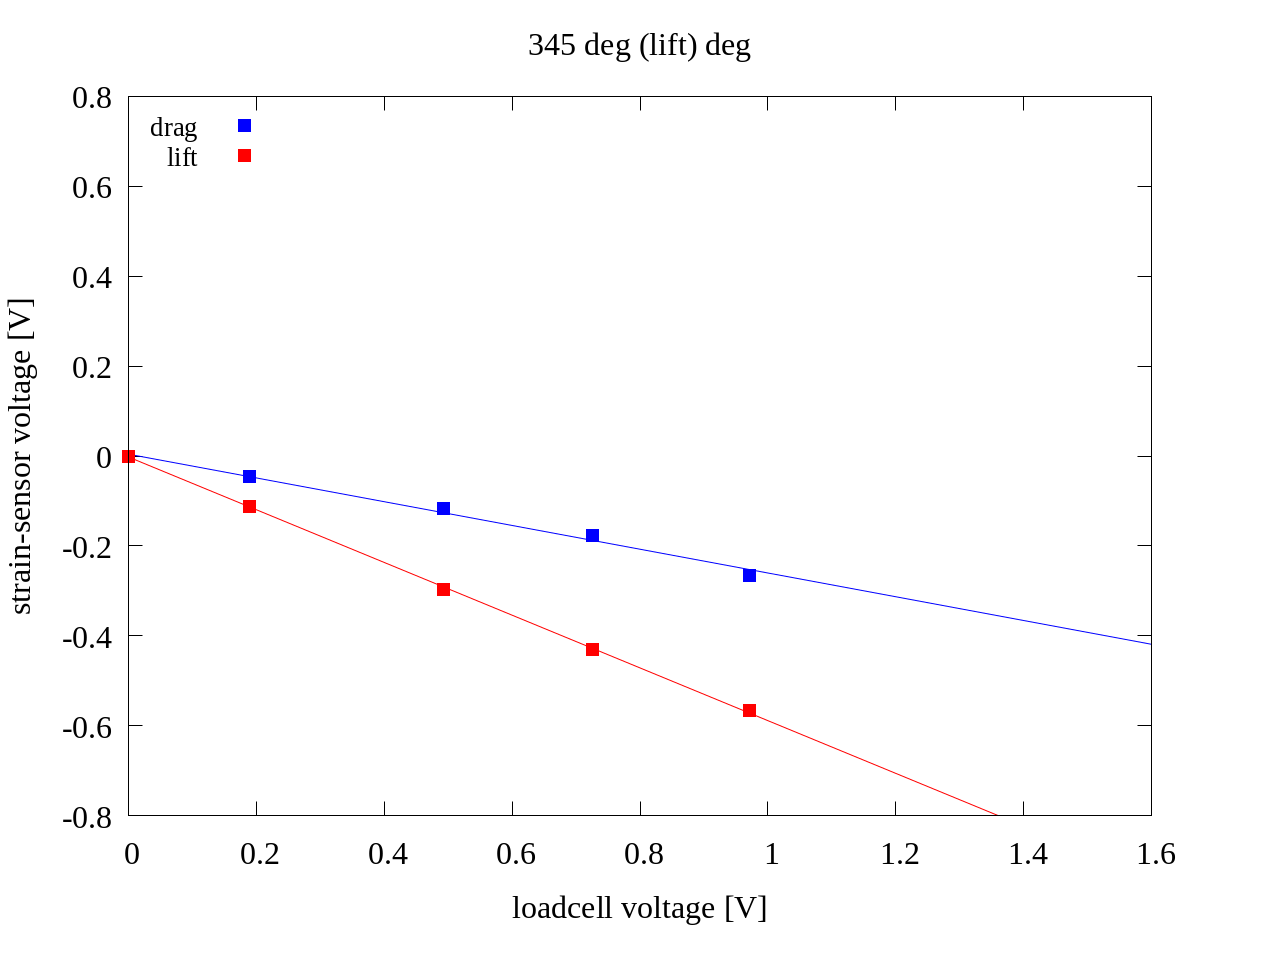 345 deg (lift) deg
drag
lift
0.8
0.6
0.4
0.2
0
-0.2
-0.4
-0.6
-0.8
strain-sensor voltage [V]
0 0.2 0.4 0.6 0.8 1 1.2 1.4 1.6
loadcell voltage [V]